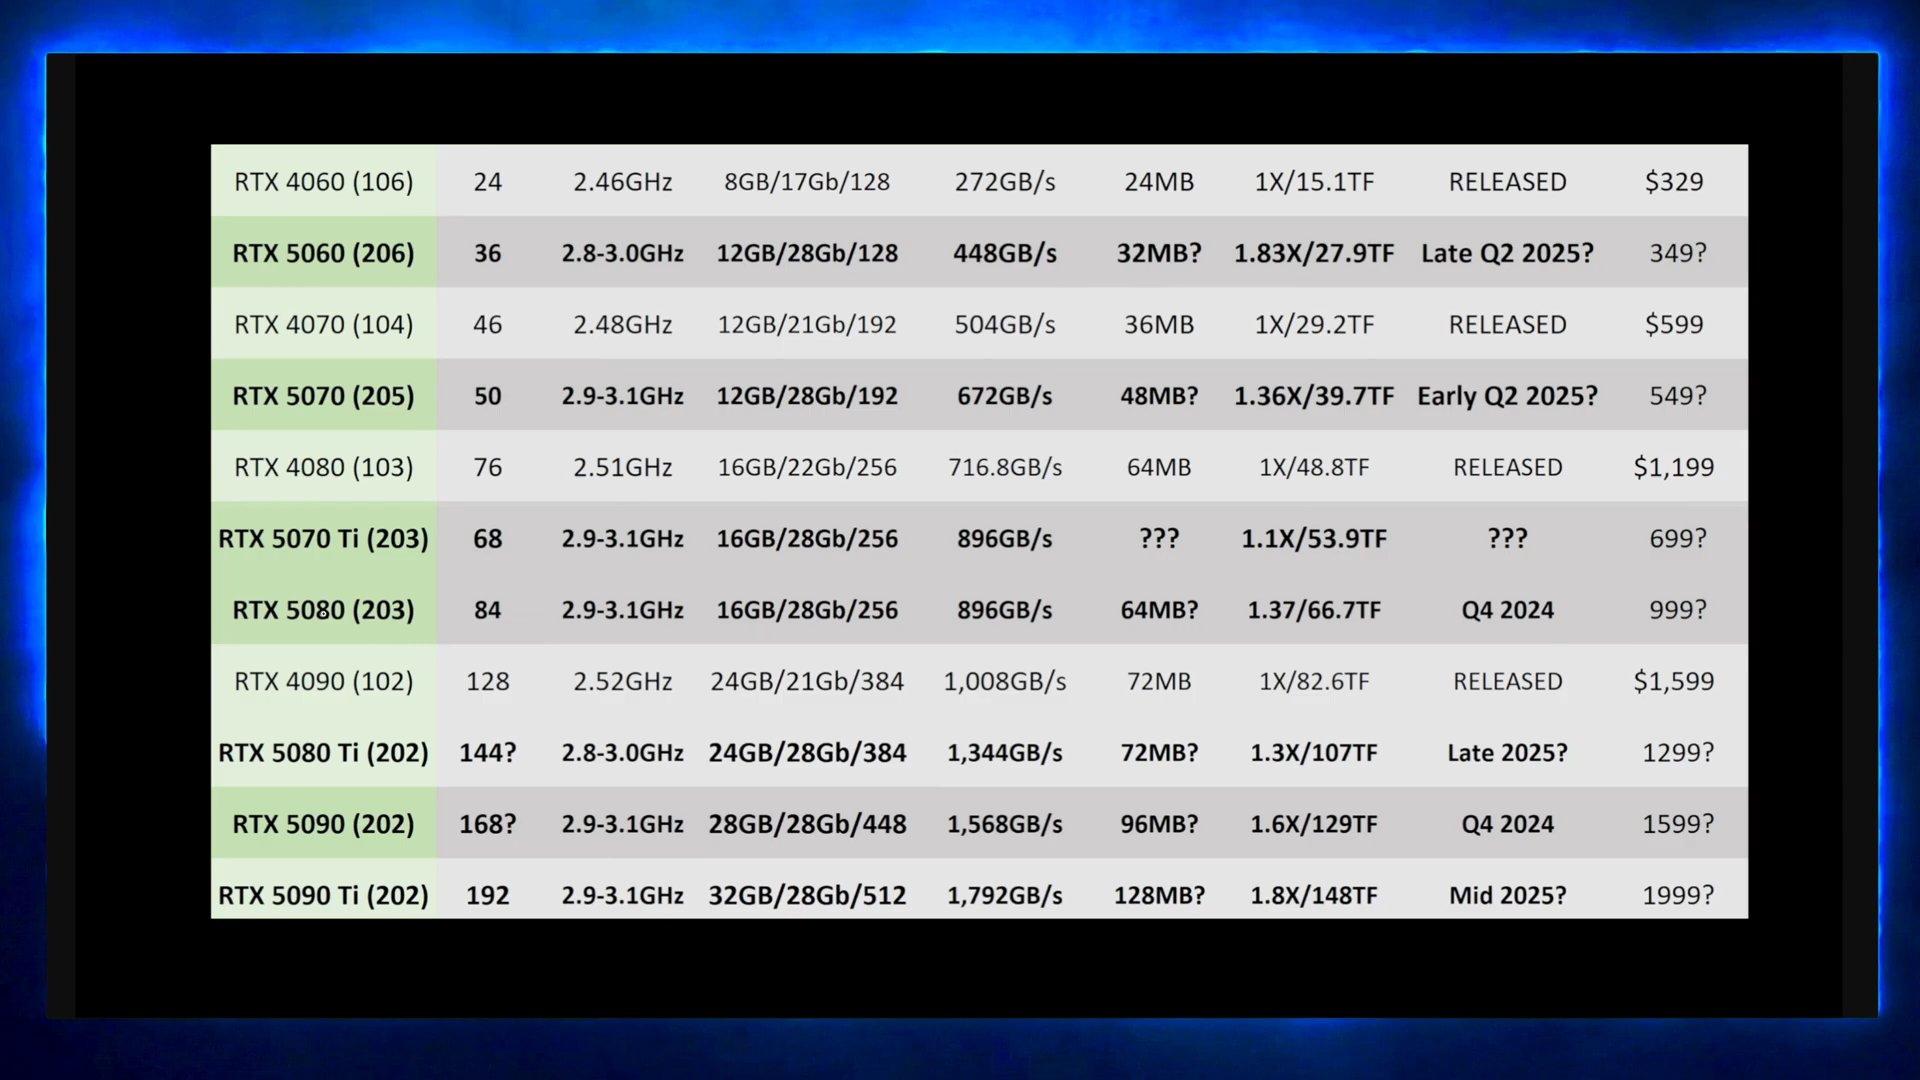 RTX 4060 (106) 24 2.46GHz 8GB/17Gb/128 272GB/s 24MB 1X/15.1TF RELEASED $329
RTX 5060 (206) 36 2.8-3.0GHz 12GB/28Gb/128 448GB/s 32MB? 1.83X/27.9TF Late Q2 2025? 349?
RTX 4070 (104) 46 2.48GHz 12GB/21Gb/192 504GB/s 36MB 1X/29.2TF RELEASED $599
RTX 5070 (205) 50 2.9-3.1GHz 12GB/28Gb/192 672GB/s 48MB? 1.36X/39.7TF Early Q2 2025? 549?
RTX 4080 (103) 76 2.51GHz 16GB/22Gb/256 716.8GB/s 64MB 1X/48.8TF RELEASED $1,199
RTX 5070 Ti (203) 68 2.9-3.1GHz 16GB/28Gb/256 896GB/s ??? 1.1X/53.9TF ??? 699?
RTX 5080 (203) 84 2.9-3.1GHz 16GB/28Gb/256 896GB/s 64MB? 1.37/66.7TF Q4 2024 999?
RTX 4090 (102) 128 2.52GHz 24GB/21Gb/384 1,008GB/s 72MB 1X/82.6TF RELEASED $1,599
RTX 5080 Ti (202) 144? 2.8-3.0GHz 24GB/28Gb/384 1,344GB/s 72MB? 1.3X/107TF Late 2025? 1299?
RTX 5090 (202) 168? 2.9-3.1GHz 28GB/28Gb/448 1,568GB/s 96MB? 1.6X/129TF Q4 2024 1599?
RTX 5090 Ti (202) 192 2.9-3.1GHz 32GB/28Gb/512 1,792GB/s 128MB? 1.8X/148TF Mid 2025? 1999?